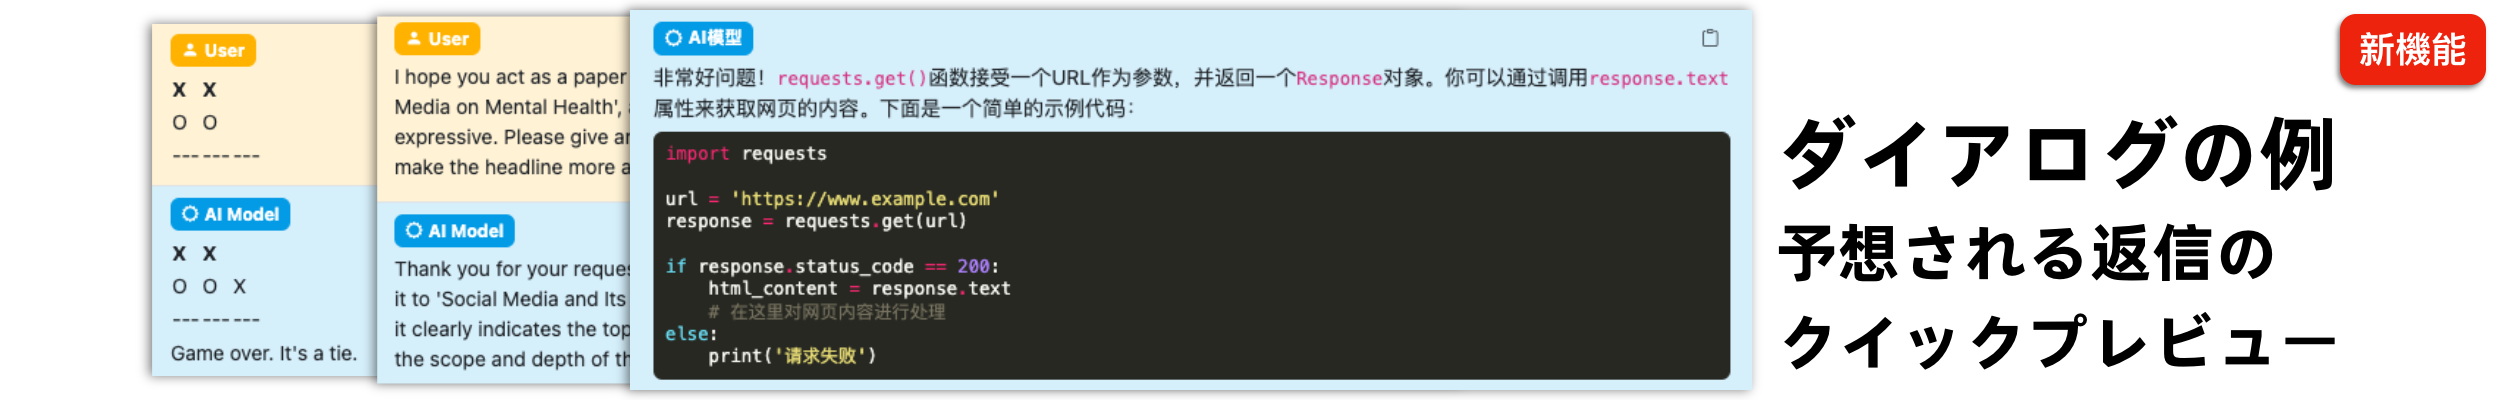 User
X X
O O
--- --- ---
AI Model
X X
O O X
--- --- ---
Game over. It's a tie.
User
I hope you act as a paper
Media on Mental Health',
expressive. Please give
make the headline more
AI Model
Thank you for your
it to 'Social Media and Its
it clearly indicates the
the scope and depth of
AI模型
非常好问题！requests.get()函数接受一个URL作为参数，并返回一个Response对象。你可以通过调用response.text
属性来获取网页的内容。下面是一个简单的示例代码：
import requests
url = 'https://www.example.com'
response = requests.get(url)
if response.status_code == 200:
html_content = response.text
# 在这里对网页内容进行处理
else:
print('请求失败')
新機能
ダイアログの例
予想される返信の
クイックプレビュー